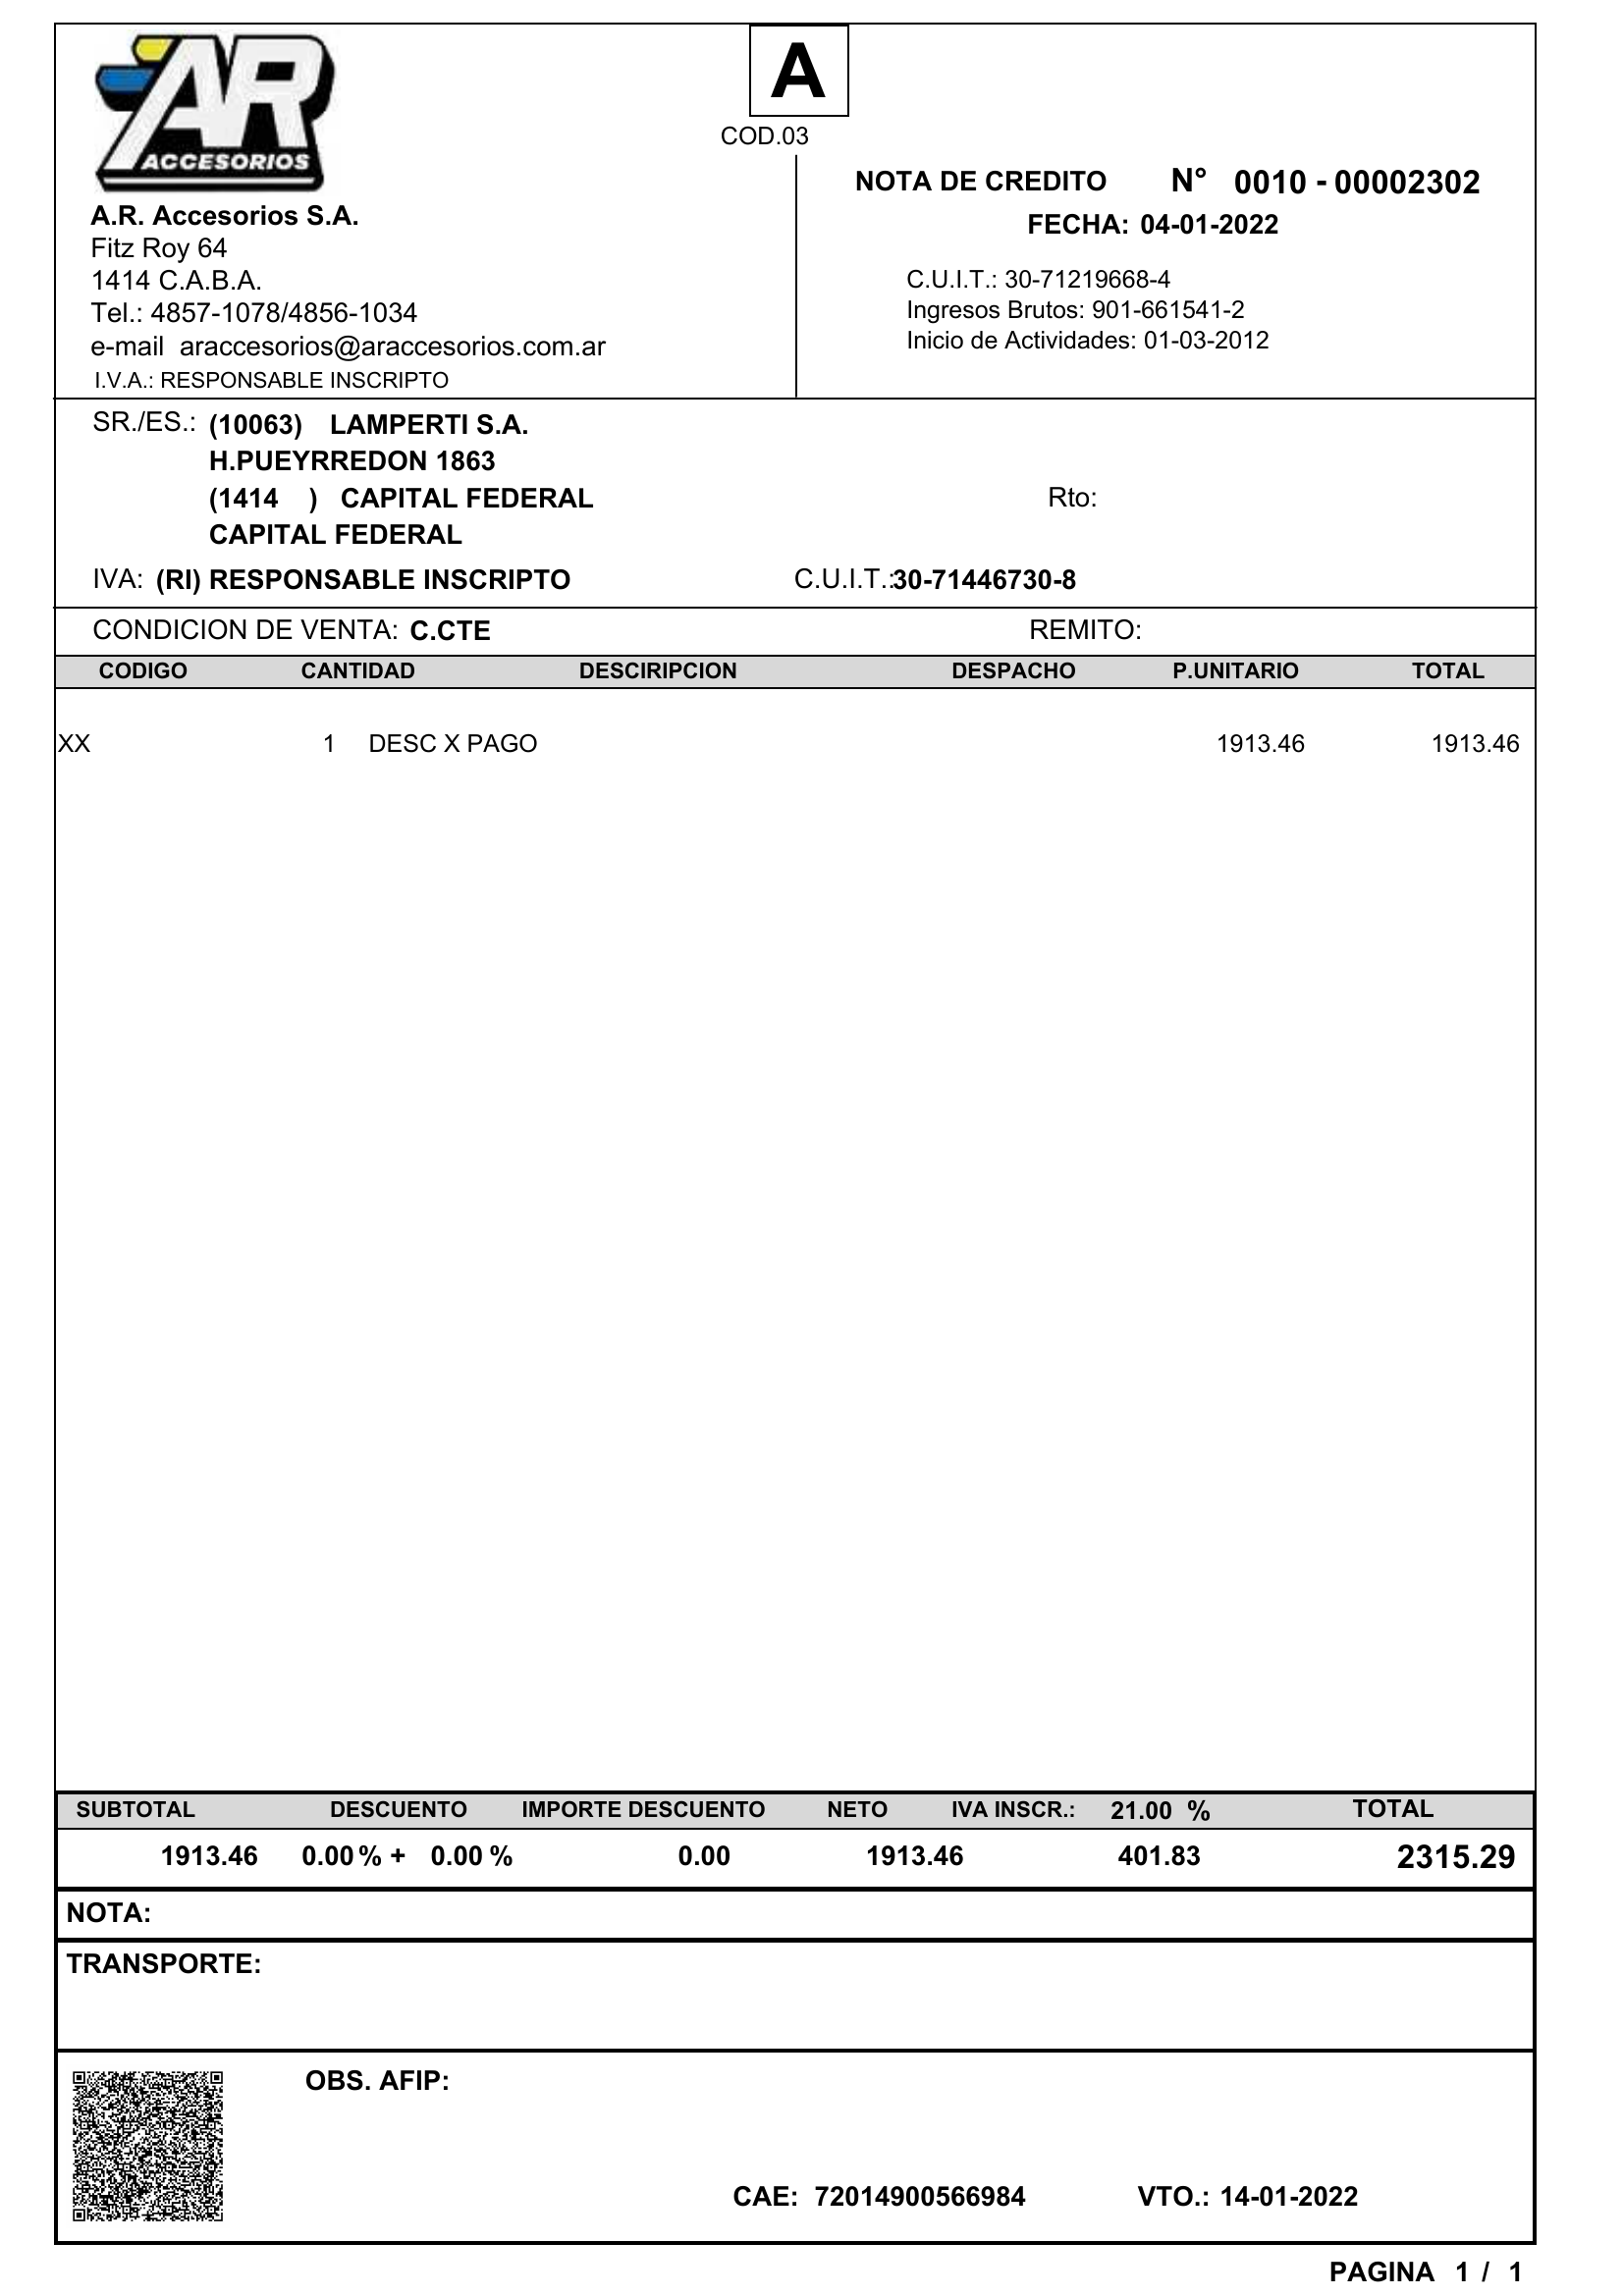 AR
ACCESORIOS
A
COD.03
NOTA DE CREDITO N° 0010 - 00002302
FECHA: 04-01-2022
A.R. Accesorios S.A.
Fitz Roy 64
1414 C.A.B.A.
Tel.: 4857-1078/4856-1034
e-mail araccesorios@araccesorios.com.ar
I.V.A.: RESPONSABLE INSCRIPTO
C.U.I.T.: 30-71219668-4
Ingresos Brutos: 901-661541-2
Inicio de Actividades: 01-03-2012
SR./ES.: (10063) LAMPERTI S.A.
H.PUEYRREDON 1863
(1414 ) CAPITAL FEDERAL Rto:
CAPITAL FEDERAL
IVA: (RI) RESPONSABLE INSCRIPTO C.U.I.T.:30-71446730-8
CONDICION DE VENTA: C.CTE REMITO:
CODIGO CANTIDAD DESCIRIPCION DESPACHO P.UNITARIO TOTAL
XX 1 DESC X PAGO 1913.46 1913.46
SUBTOTAL DESCUENTO IMPORTE DESCUENTO NETO IVA INSCR.: 21.00 % TOTAL
1913.46 0.00 % + 0.00 % 0.00 1913.46 401.83 2315.29
NOTA:
TRANSPORTE:
OBS. AFIP:
CAE: 72014900566984 VTO.: 14-01-2022
PAGINA 1 / 1